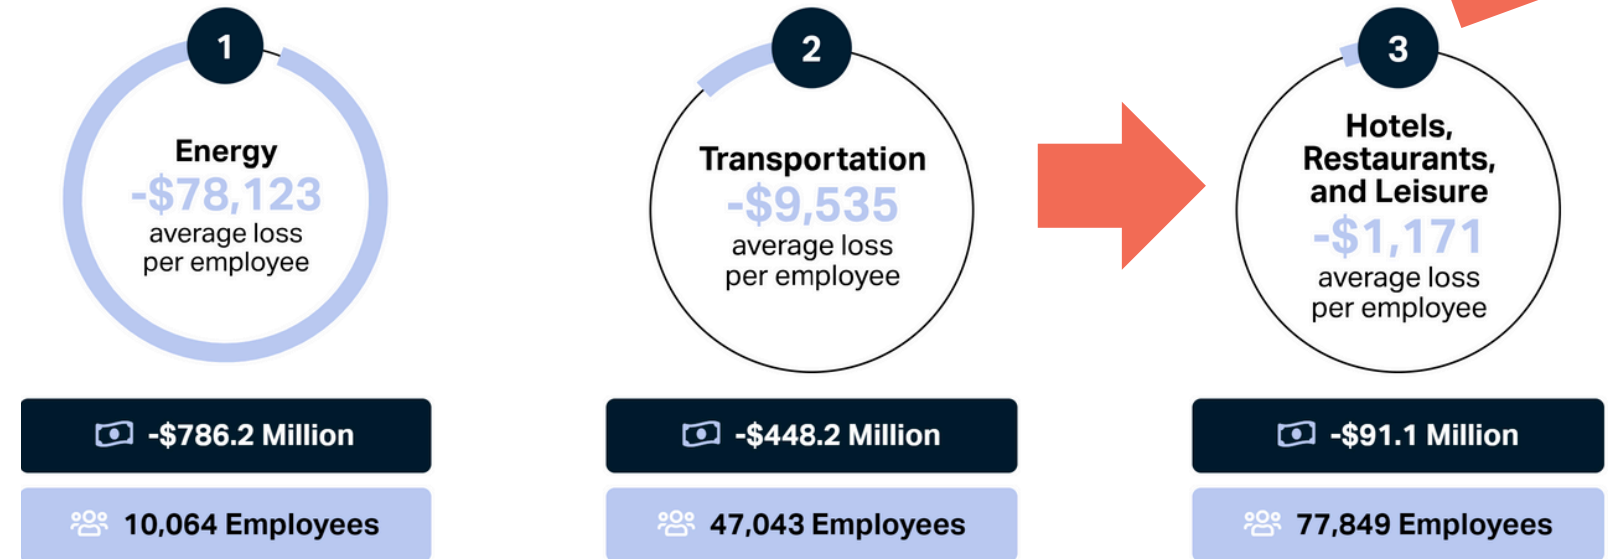 1
Energy
-$78,123
average loss
per employee
-$786.2 Million
10,064 Employees
2
Transportation
-$9,535
average loss
per employee
-$448.2 Million
47,043 Employees
3
Hotels,
Restaurants,
and Leisure
-$1,171
average loss
per employee
-$91.1 Million
77,849 Employees